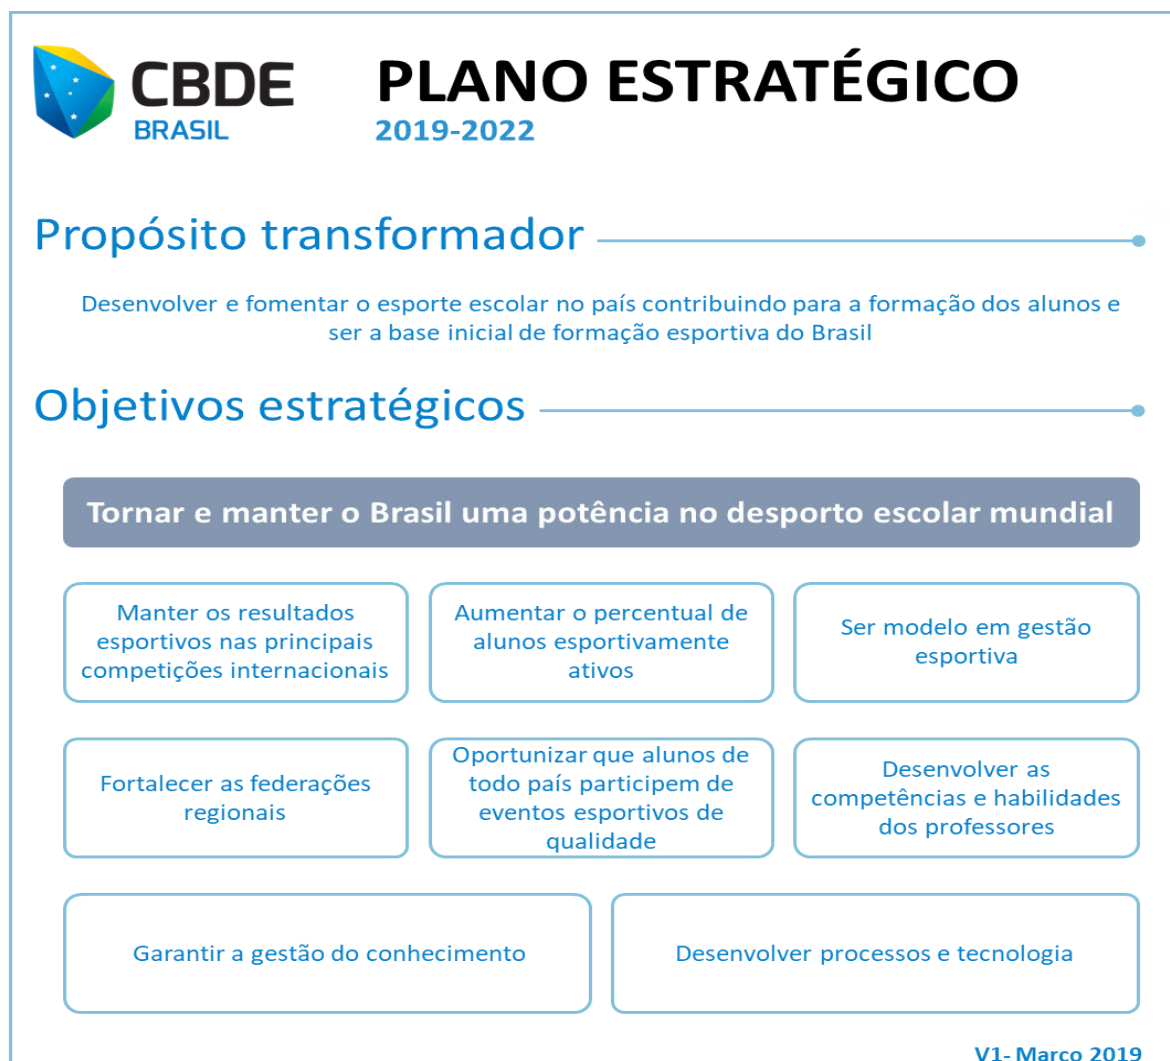 CBDE
BRASIL
PLANO ESTRATÉGICO
2019-2022
Propósito transformador
Desenvolver e fomentar o esporte escolar no país contribuindo para a formação dos alunos e
ser a base inicial de formação esportiva do Brasil
Objetivos estratégicos
Tornar e manter o Brasil uma potência no desporto escolar mundial
Manter os resultados
esportivos nas principais
competições internacionais
Aumentar o percentual de
alunos esportivamente
ativos
Ser modelo em gestão
esportiva
Fortalecer as federações
regionais
Oportunizar que alunos de
todo país participem de
eventos esportivos de
qualidade
Desenvolver as
competências e habilidades
dos professores
Garantir a gestão do conhecimento
Desenvolver processos e tecnologia
V1- Março 2019